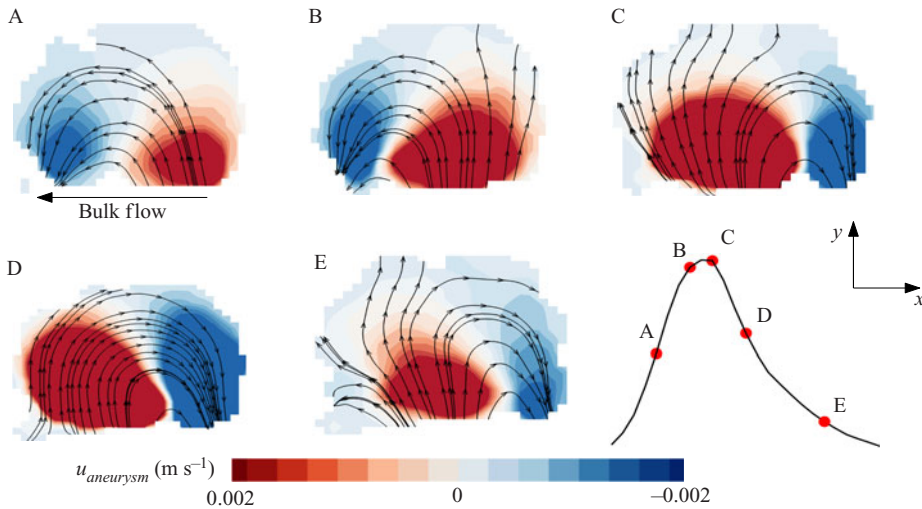 A
B
C
Bulk flow
D
E
B
C
A
D
E
y
x
u_aneurysm (m s⁻¹)
0.002
0
−0.002